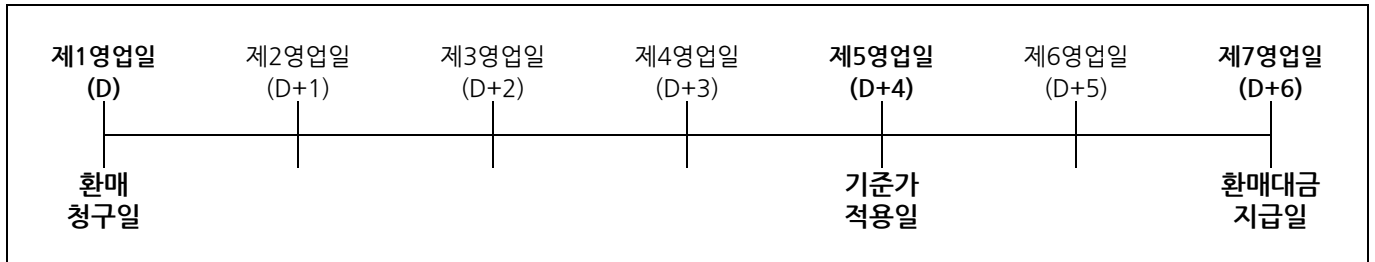 제1영업일 제2영업일 제3영업일 제4영업일 제5영업일 제6영업일 제7영업일
(D) (D+1) (D+2) (D+3) (D+4) (D+5) (D+6)
환매 기준가 환매대금
청구일 적용일 지급일